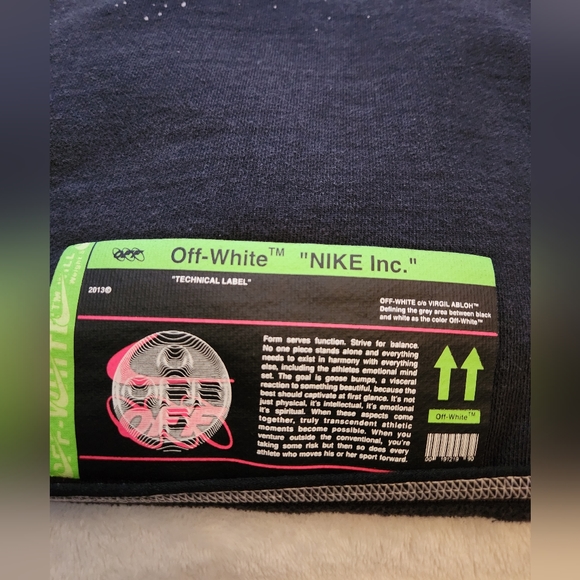 Off-White™ "NIKE Inc."
"TECHNICAL LABEL"
2013©
OFF-WHITE c/o VIRGIL ABLOH™
Defining the grey area between black
and white as the color Off-White™
Form serves function. Strive for balance.
No one piece stands alone and everything
needs to exist in harmony with everything
else, including the athletes emotional mind
set. The goal is goose bumps, a visceral
reaction to something beautiful, because the
best should captivate at first glance. It's not
just physical, it's intellectual, it's emotional
it's spiritual. When these aspects come
together, truly transcendent athletic
moments become possible. When you
venture outside the conventional, you're
taking some risk but then so does every
athlete who moves his or her sport forward.
Off-White™